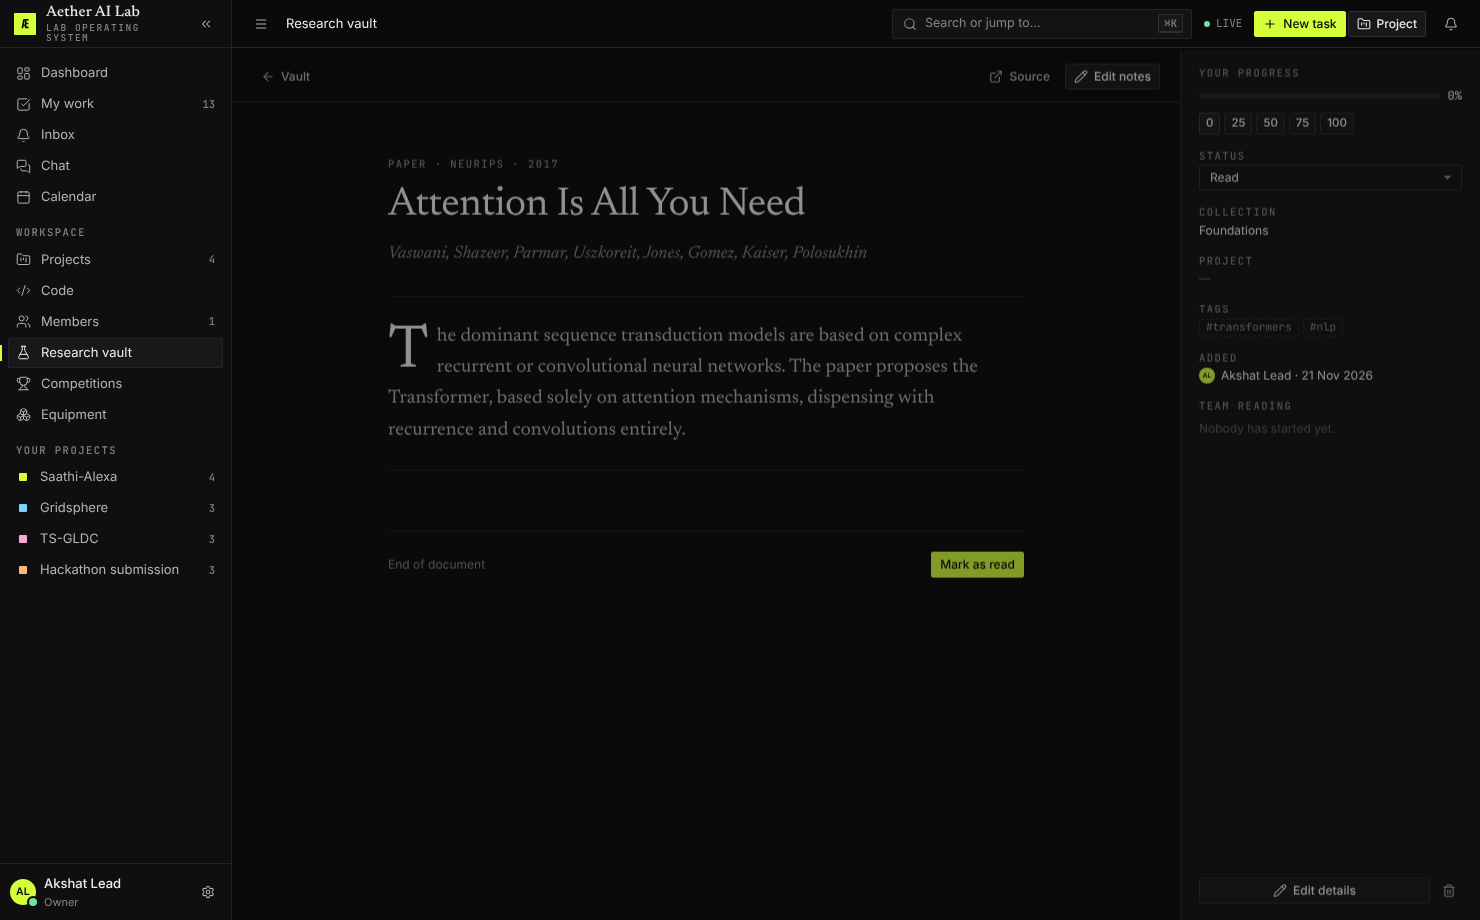 Æ
Aether AI Lab
LAB OPERATING
SYSTEM
Dashboard
My work 13
Inbox
Chat
Calendar
WORKSPACE
Projects 4
Code
Members 1
Research vault
Competitions
Equipment
YOUR PROJECTS
Saathi-Alexa 4
Gridsphere 3
TS-GLDC 3
Hackathon submission 3
AL
Akshat Lead
Owner
Research vault
Search or jump to... ⌘K
LIVE
New task
Project
Vault
Source
Edit notes
PAPER · NEURIPS · 2017
Attention Is All You Need
Vaswani, Shazeer, Parmar, Uszkoreit, Jones, Gomez, Kaiser, Polosukhin
The dominant sequence transduction models are based on complex
recurrent or convolutional neural networks. The paper proposes the
Transformer, based solely on attention mechanisms, dispensing with
recurrence and convolutions entirely.
End of document
Mark as read
YOUR PROGRESS
0%
0 25 50 75 100
STATUS
Read
COLLECTION
Foundations
PROJECT
—
TAGS
#transformers #nlp
ADDED
AL Akshat Lead · 21 Nov 2026
TEAM READING
Nobody has started yet.
Edit details